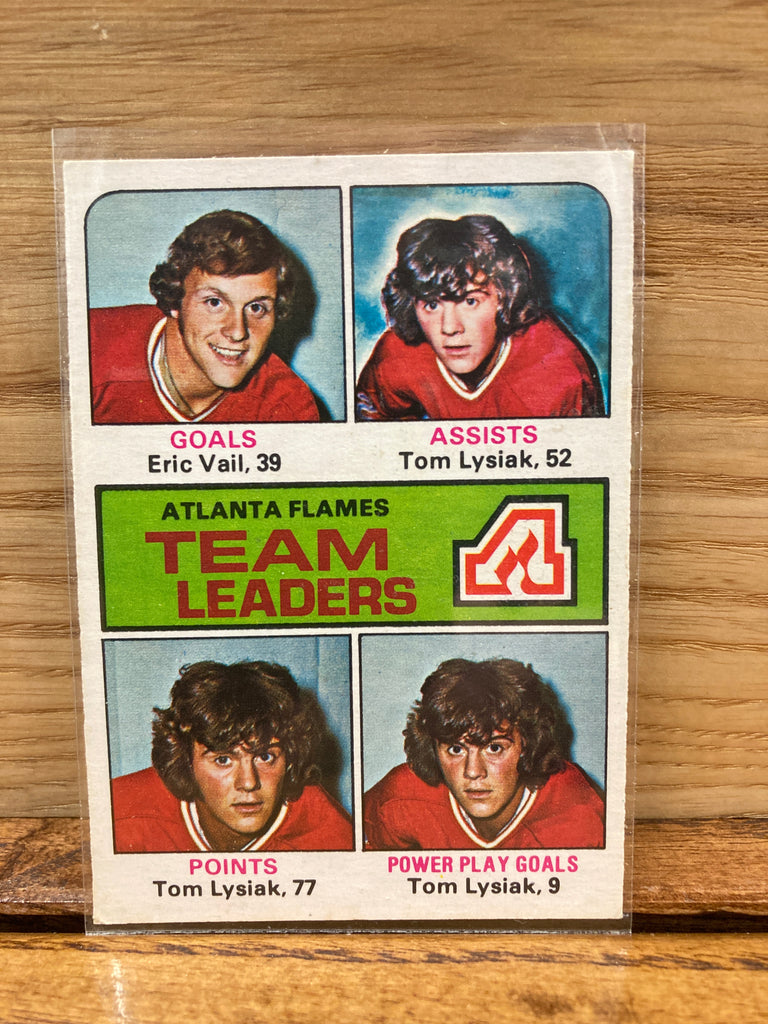 GOALS
Eric Vail, 39
ASSISTS
Tom Lysiak, 52
ATLANTA FLAMES
TEAM
LEADERS
A
POINTS
Tom Lysiak, 77
POWER PLAY GOALS
Tom Lysiak, 9